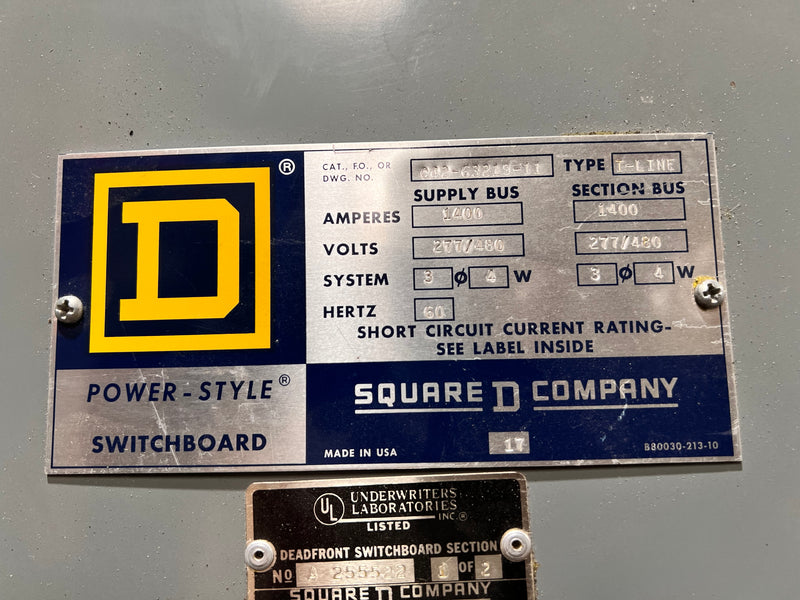 D ®
CAT., F.O., OR
DWG. NO.
TYPE I-LINE
SUPPLY BUS SECTION BUS
AMPERES 1400 1400
VOLTS 277/480 277/480
SYSTEM 3 Ø 4 W 3 Ø 4 W
HERTZ 60
SHORT CIRCUIT CURRENT RATING-
SEE LABEL INSIDE
POWER-STYLE®
SWITCHBOARD
SQUARE D COMPANY
MADE IN USA 17 B80030-213-10
UL UNDERWRITERS
LABORATORIES
INC.®
LISTED
DEADFRONT SWITCHBOARD SECTION
No 1 OF 2
SQUARE D COMPANY